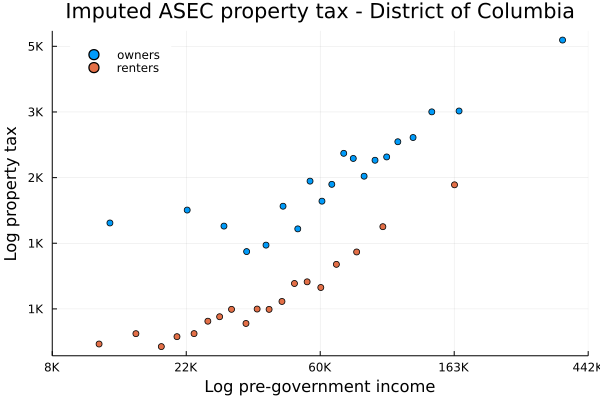 Imputed ASEC property tax - District of Columbia
5K
owners
renters
3K
Log property tax
2K
1K
1K
8K
22K
60K
163K
442K
Log pre-government income